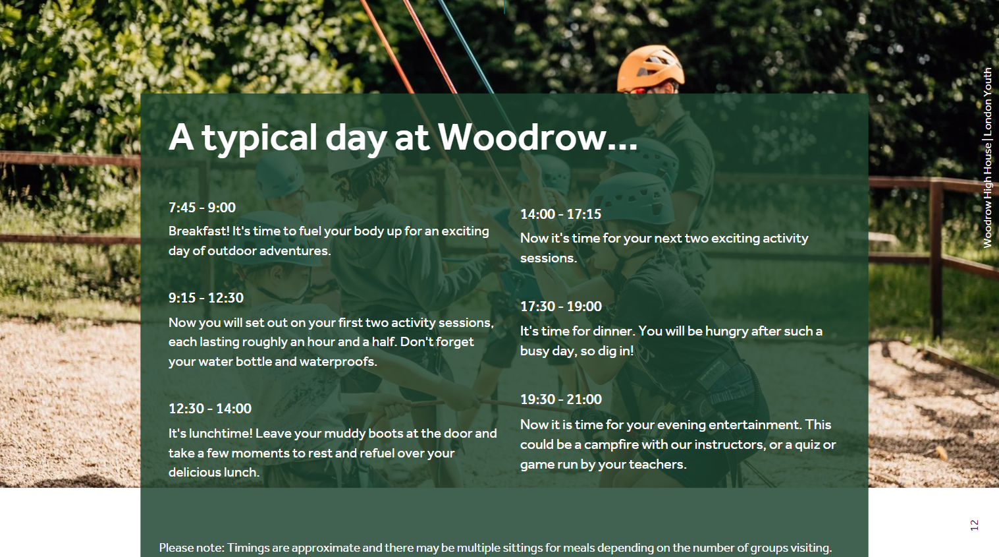 A typical day at Woodrow...
7:45 - 9:00
Breakfast! It's time to fuel your body up for an exciting
day of outdoor adventures.
9:15 - 12:30
Now you will set out on your first two activity sessions,
each lasting roughly an hour and a half. Don't forget
your water bottle and waterproofs.
12:30 - 14:00
It's lunchtime! Leave your muddy boots at the door and
take a few moments to rest and refuel over your
delicious lunch.
14:00 - 17:15
Now it's time for your next two exciting activity
sessions.
17:30 - 19:00
It's time for dinner. You will be hungry after such a
busy day, so dig in!
19:30 - 21:00
Now it is time for your evening entertainment. This
could be a campfire with our instructors, or a quiz or
game run by your teachers.
Please note: Timings are approximate and there may be multiple sittings for meals depending on the number of groups visiting.
Woodrow High House | London Youth
12